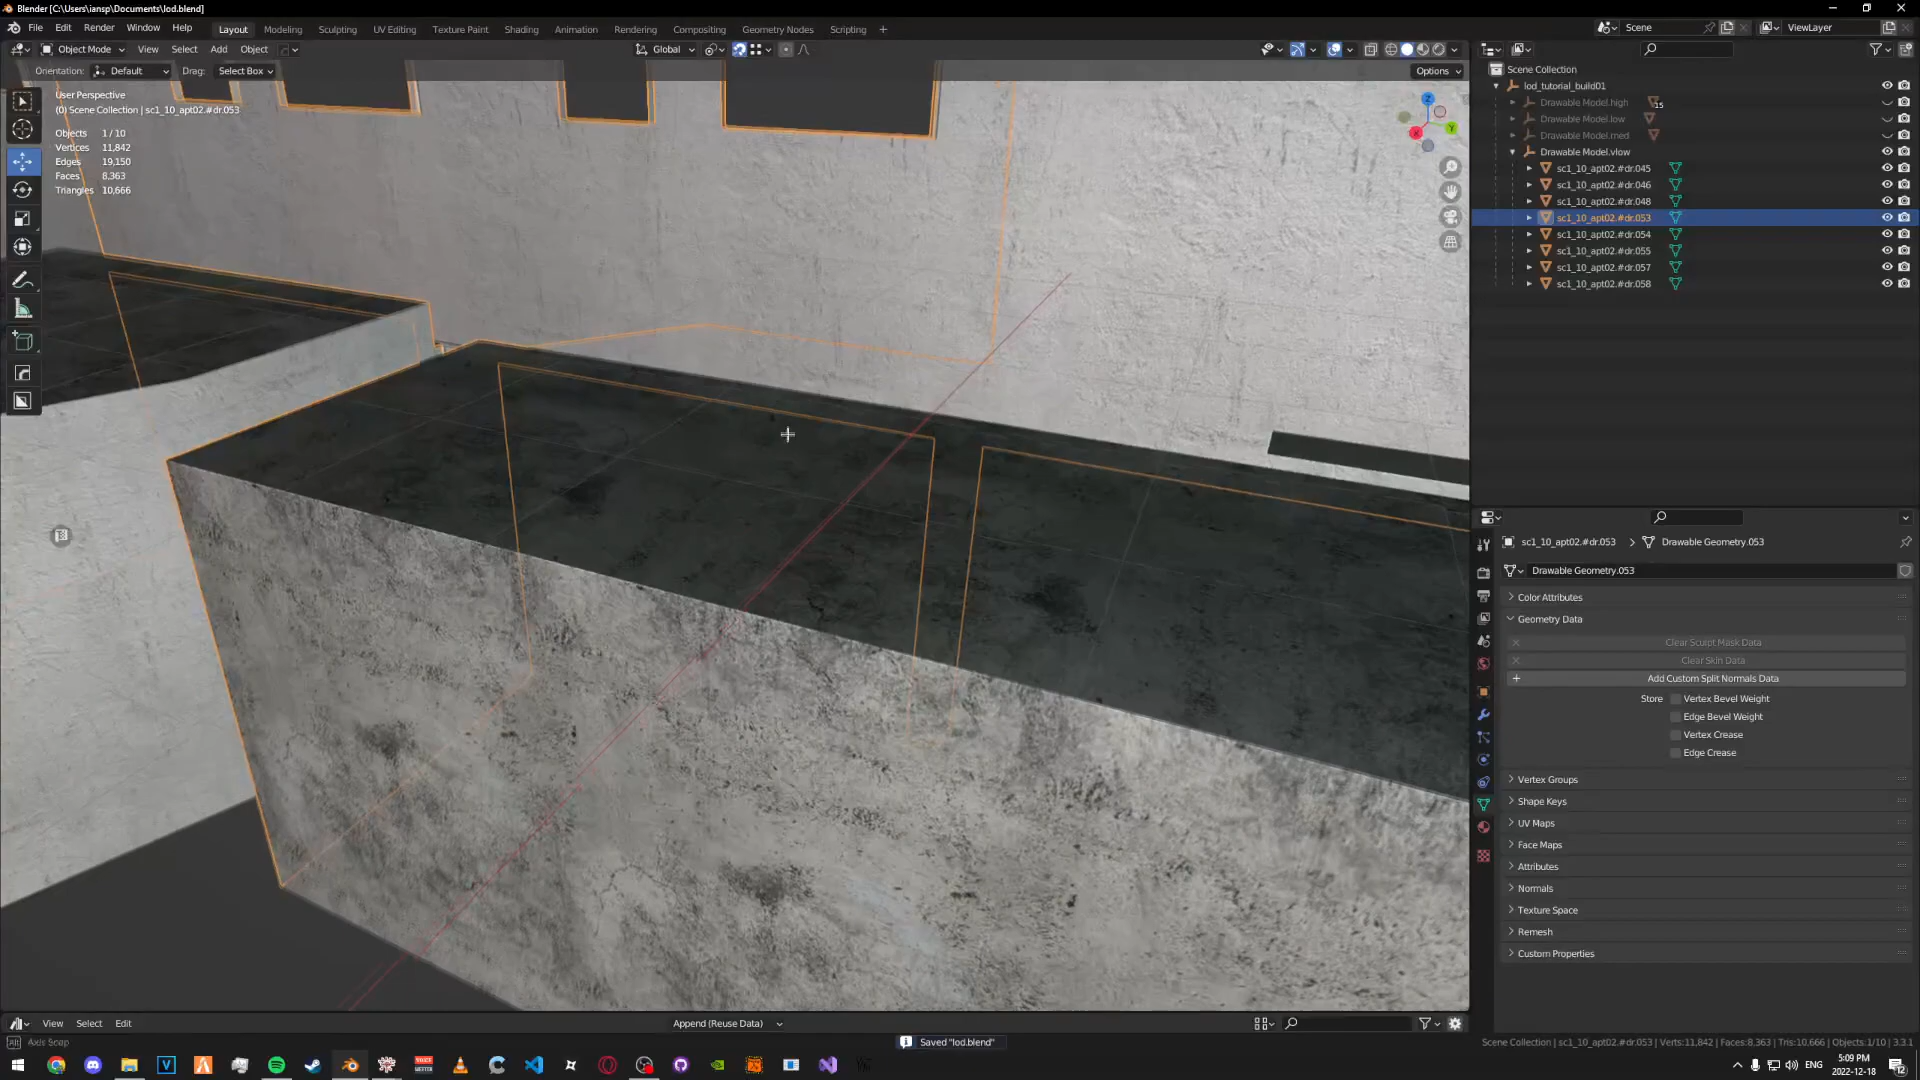 Blender [C:\Users\iansp\Documents\lod.blend]
File Edit Render Window Help Layout Modeling Sculpting UV Editing Texture Paint Shading Animation Rendering Compositing Geometry Nodes Scripting + Scene ViewLayer
Object Mode View Select Add Object Global
Orientation: Default Drag: Select Box Options
User Perspective
(0) Scene Collection | sc1_10_apt02.#dr.053
Objects 1 / 10
Vertices 11,842
Edges 19,150
Faces 8,363
Triangles 10,666
Z
X
Y
Scene Collection
lod_tutorial_build01
Drawable Model.high 15
Drawable Model.low
Drawable Model.med
Drawable Model.vlow
sc1_10_apt02.#dr.045
sc1_10_apt02.#dr.046
sc1_10_apt02.#dr.048
sc1_10_apt02.#dr.053
sc1_10_apt02.#dr.054
sc1_10_apt02.#dr.055
sc1_10_apt02.#dr.057
sc1_10_apt02.#dr.058
sc1_10_apt02.#dr.053 > Drawable Geometry.053
Drawable Geometry.053
Color Attributes
Geometry Data
Clear Sculpt Mask Data
Clear Skin Data
Add Custom Split Normals Data
Store Vertex Bevel Weight
Edge Bevel Weight
Vertex Crease
Edge Crease
Vertex Groups
Shape Keys
UV Maps
Face Maps
Attributes
Normals
Texture Space
Remesh
Custom Properties
View Select Edit Append (Reuse Data)
Alt Axis Snap Saved "lod.blend" Scene Collection | sc1_10_apt02.#dr.053 | Verts:11,842 | Faces:8,363 | Tris:10,666 | Objects:1/10 | 3.3.1
ENG 5:09 PM
2022-12-18